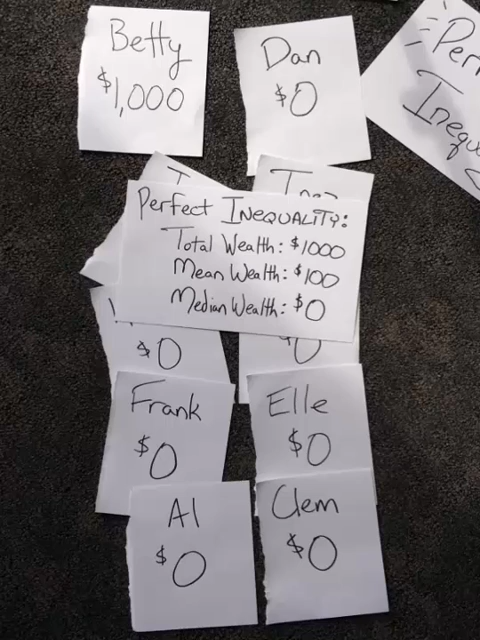 Betty
$1,000
Dan
$0
Perfect INEQUALITY:
Total Wealth: $1000
Mean Wealth: $100
Median Wealth: $0
$0
Frank
$0
Elle
$0
Al
$0
Clem
$0